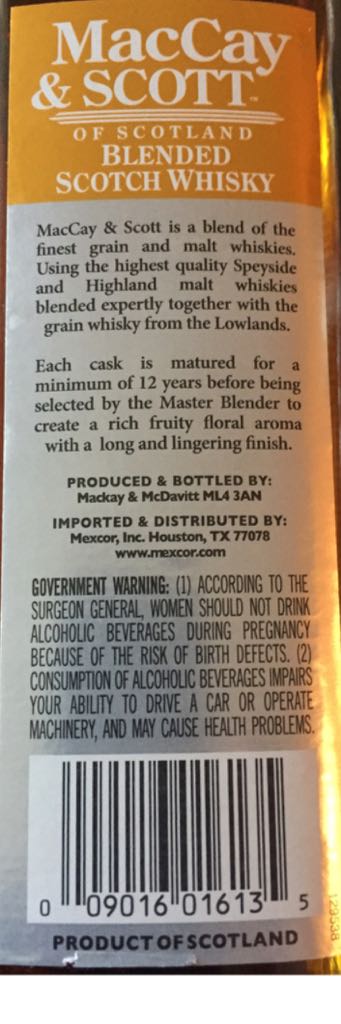 MacCay
& SCOTT™
OF SCOTLAND
BLENDED
SCOTCH WHISKY
MacCay & Scott is a blend of the
finest grain and malt whiskies.
Using the highest quality Speyside
and Highland malt whiskies
blended expertly together with the
grain whisky from the Lowlands.
Each cask is matured for a
minimum of 12 years before being
selected by the Master Blender to
create a rich fruity floral aroma
with a long and lingering finish.
PRODUCED & BOTTLED BY:
Mackay & McDavitt ML4 3AN
IMPORTED & DISTRIBUTED BY:
Mexcor, Inc. Houston, TX 77078
www.mexcor.com
GOVERNMENT WARNING: (1) ACCORDING TO THE
SURGEON GENERAL, WOMEN SHOULD NOT DRINK
ALCOHOLIC BEVERAGES DURING PREGNANCY
BECAUSE OF THE RISK OF BIRTH DEFECTS. (2)
CONSUMPTION OF ALCOHOLIC BEVERAGES IMPAIRS
YOUR ABILITY TO DRIVE A CAR OR OPERATE
MACHINERY, AND MAY CAUSE HEALTH PROBLEMS.
0 09016 01613 5
PRODUCT OF SCOTLAND